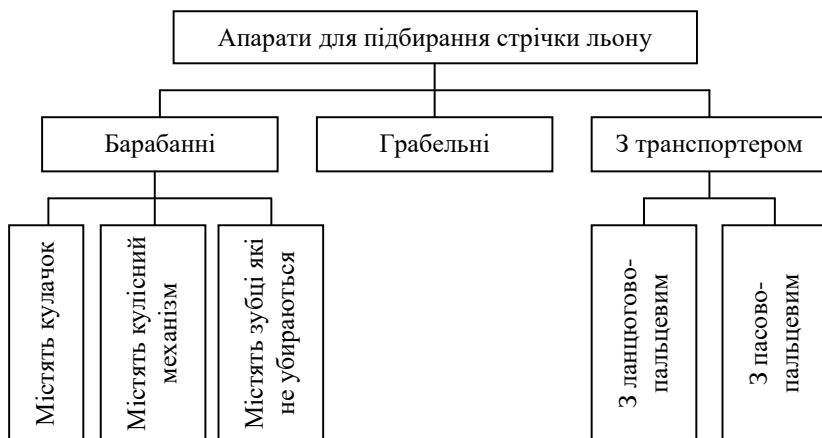 Апарати для підбирання стрічки льону
Барабанні
Грабельні
З транспортером
Містять кулачок
Містять кулісний
механізм
Містять зубці які
не убираються
З ланцюгово-
пальцевим
З пасово-
пальцевим